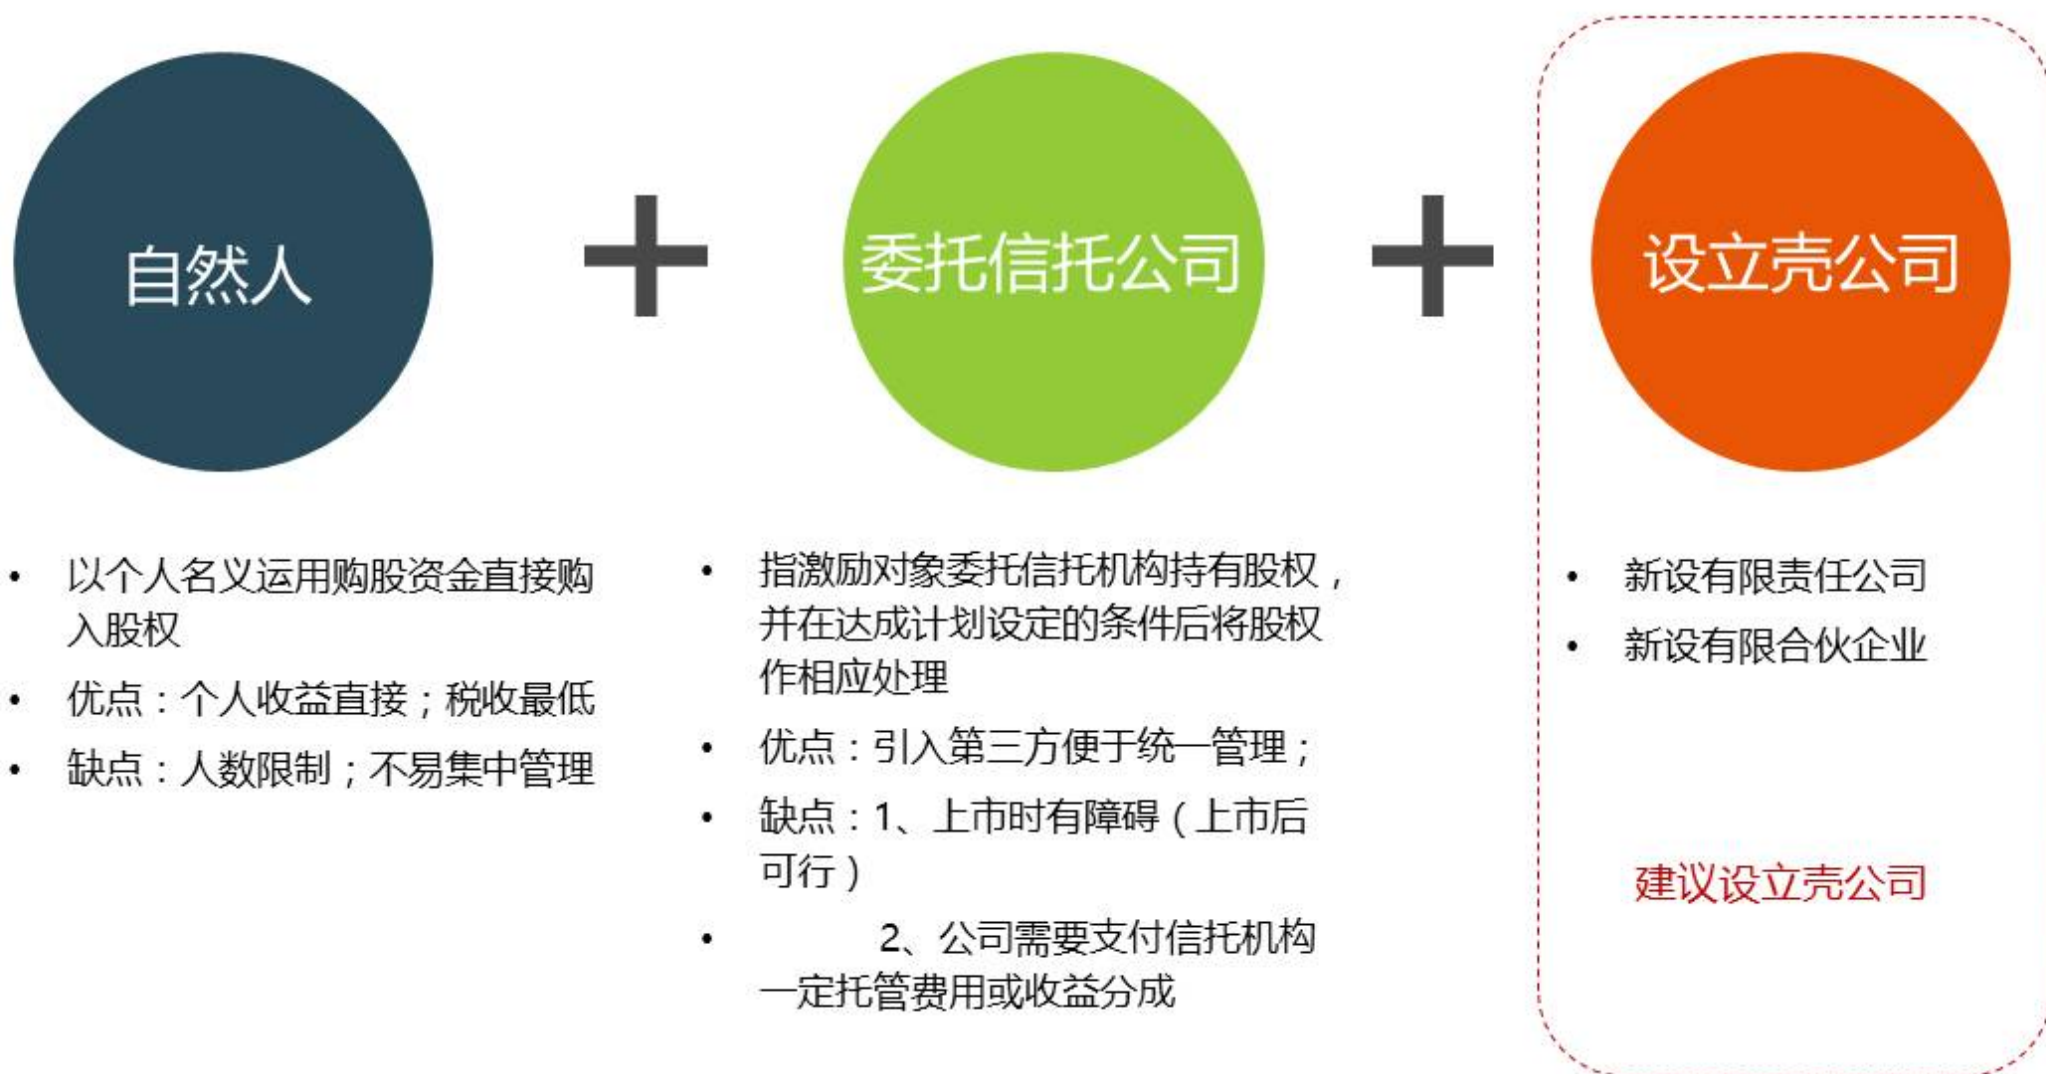 自然人
委托信托公司
设立壳公司
• 以个人名义运用购股资金直接购
入股权
• 优点：个人收益直接；税收最低
• 缺点：人数限制；不易集中管理
• 指激励对象委托信托机构持有股权，
并在达成计划设定的条件后将股权
作相应处理
• 优点：引入第三方便于统一管理；
• 缺点：1、上市时有障碍（上市后
可行）
• 2、公司需要支付信托机构
一定托管费用或收益分成
• 新设有限责任公司
• 新设有限合伙企业
建议设立壳公司